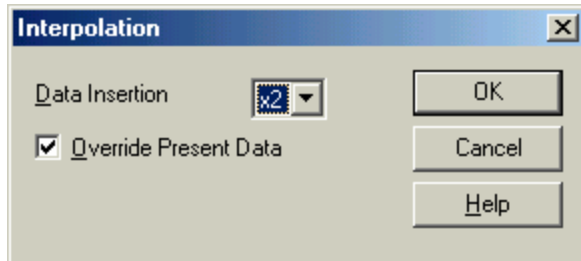 Interpolation
Data Insertion x2 OK
Override Present Data Cancel
Help